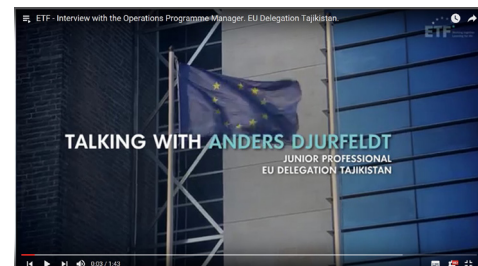 ETF - Interview with the Operations Programme Manager. EU Delegation Tajikistan.
ETF
TALKING WITH ANDERS DJURFELDT
JUNIOR PROFESSIONAL
EU DELEGATION TAJIKISTAN
0:03 / 1:43